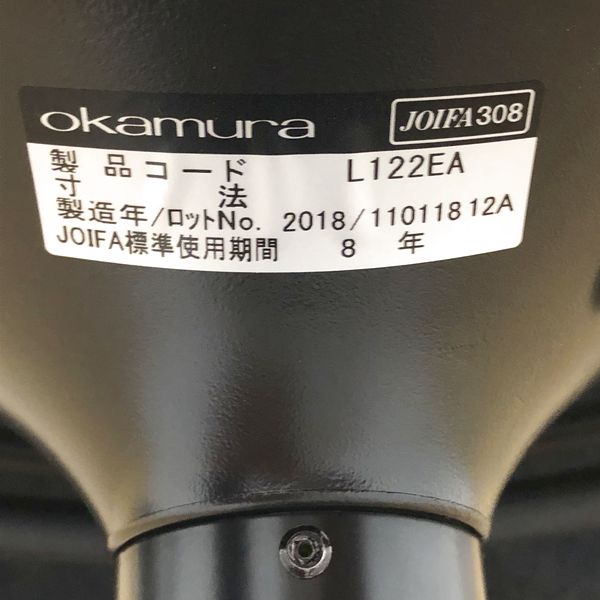 okamura JOIFA308
製品コード L122EA
寸法
製造年/ロットNo. 2018/11011812A
JOIFA標準使用期間 8 年